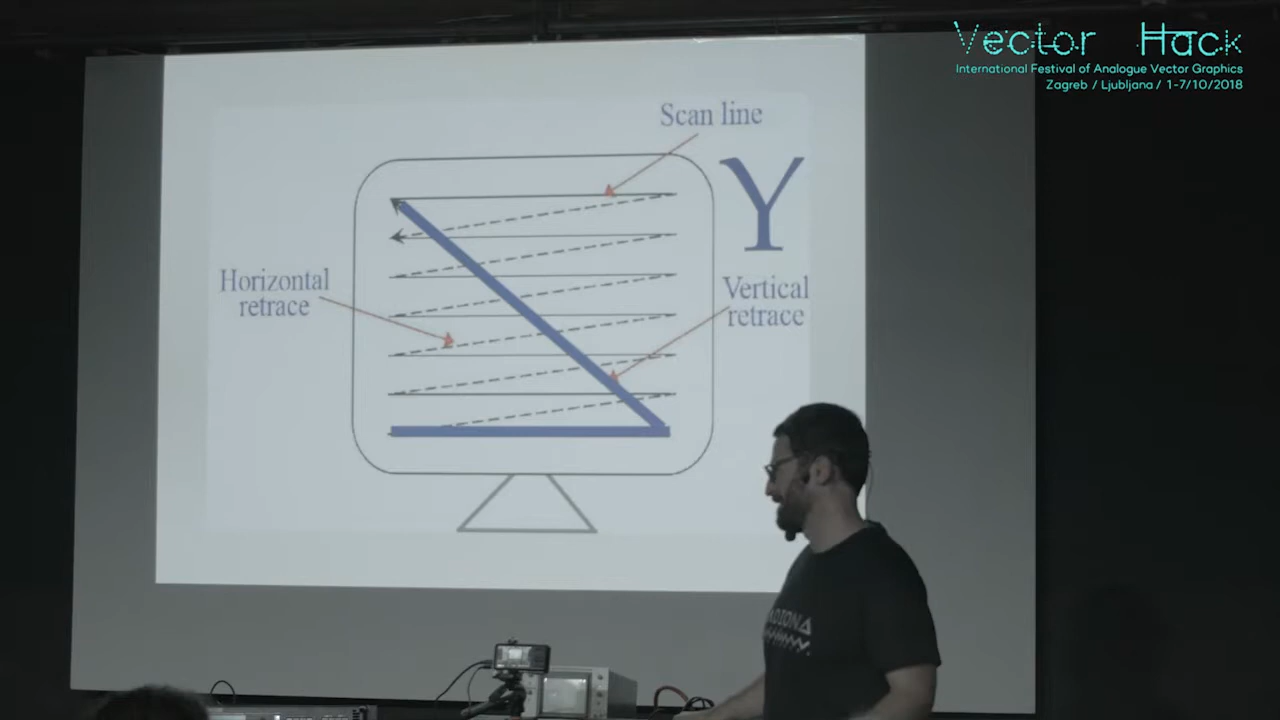 Vector Hack
International Festival of Analogue Vector Graphics
Zagreb / Ljubljana / 1-7/10/2018
Scan line
Y
Horizontal
retrace
Vertical
retrace